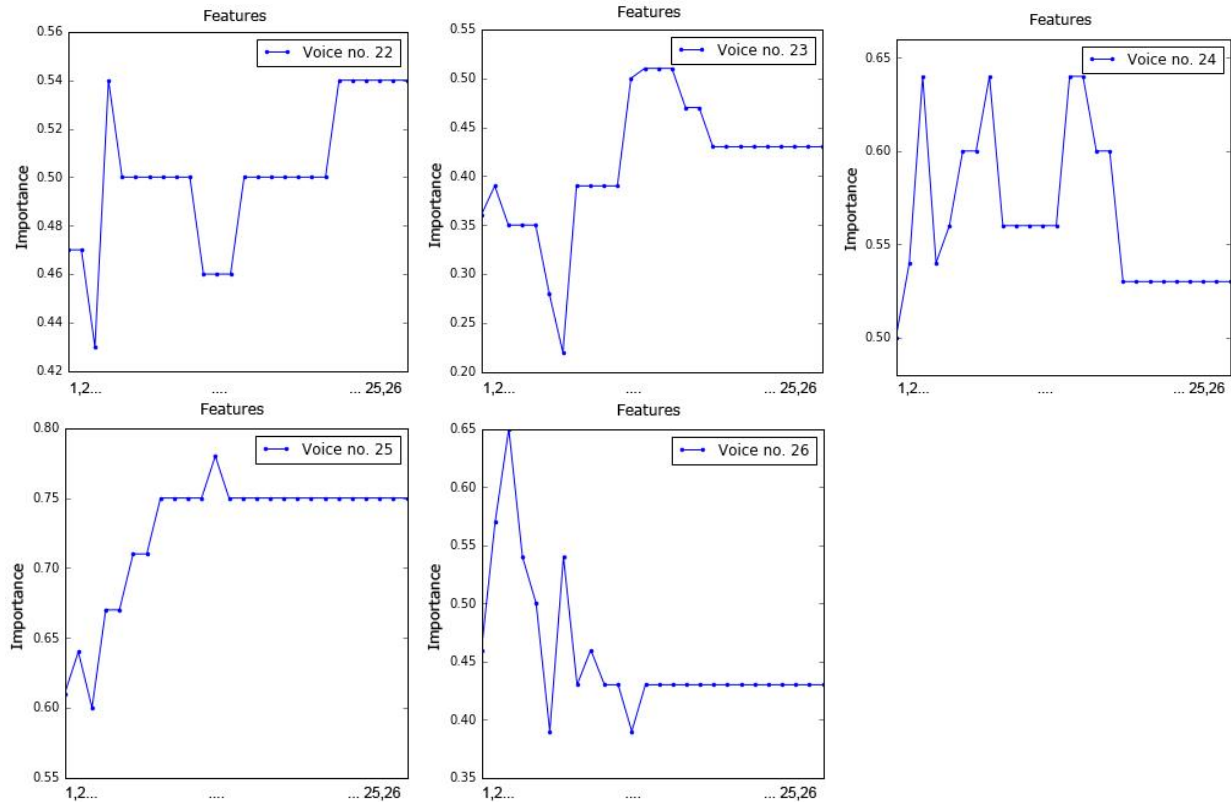 Features
Voice no. 22
Importance
0.56
0.54
0.52
0.50
0.48
0.46
0.44
0.42
1,2... .... ... 25,26
Features
Voice no. 23
Importance
0.55
0.50
0.45
0.40
0.35
0.30
0.25
0.20
1,2... .... ... 25,26
Features
Voice no. 24
Importance
0.65
0.60
0.55
0.50
1,2... .... ... 25,26
Features
Voice no. 25
Importance
0.80
0.75
0.70
0.65
0.60
0.55
1,2... .... ... 25,26
Features
Voice no. 26
Importance
0.65
0.60
0.55
0.50
0.45
0.40
0.35
1,2... .... ... 25,26